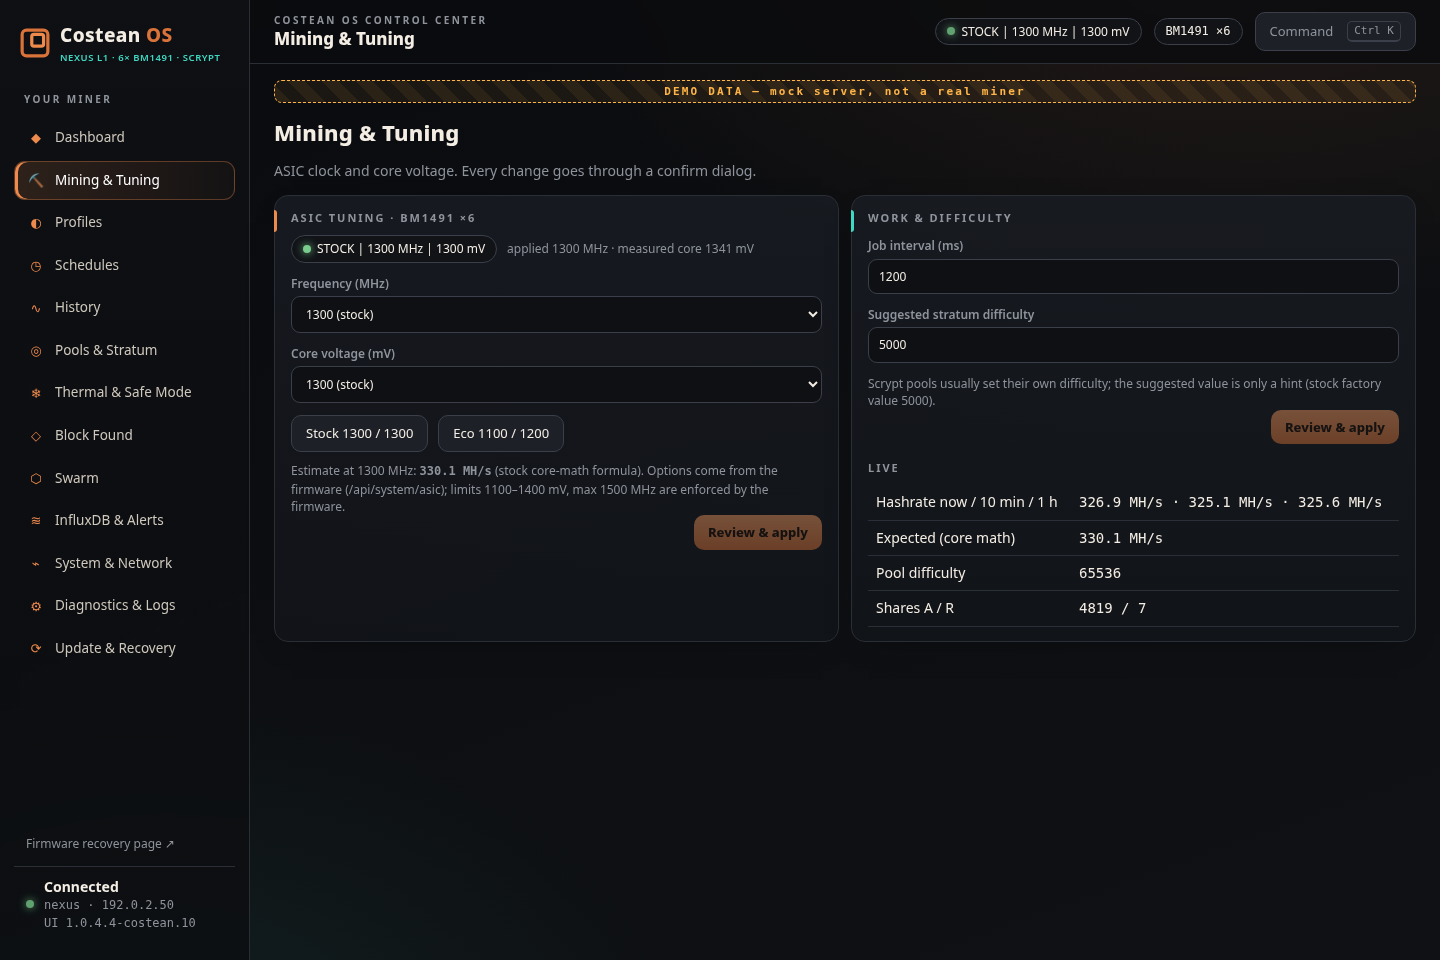 Costean OS
NEXUS L1 · 6× BM1491 · SCRYPT
YOUR MINER
Dashboard
Mining & Tuning
Profiles
Schedules
History
Pools & Stratum
Thermal & Safe Mode
Block Found
Swarm
InfluxDB & Alerts
System & Network
Diagnostics & Logs
Update & Recovery
Firmware recovery page ↗
Connected
nexus · 192.0.2.50
UI 1.0.4.4-costean.10
COSTEAN OS CONTROL CENTER
Mining & Tuning
STOCK | 1300 MHz | 1300 mV
BM1491 ×6
Command Ctrl K
DEMO DATA — mock server, not a real miner
Mining & Tuning
ASIC clock and core voltage. Every change goes through a confirm dialog.
ASIC TUNING · BM1491 ×6
STOCK | 1300 MHz | 1300 mV applied 1300 MHz · measured core 1341 mV
Frequency (MHz)
1300 (stock)
Core voltage (mV)
1300 (stock)
Stock 1300 / 1300 Eco 1100 / 1200
Estimate at 1300 MHz: 330.1 MH/s (stock core-math formula). Options come from the
firmware (/api/system/asic); limits 1100–1400 mV, max 1500 MHz are enforced by the
firmware.
Review & apply
WORK & DIFFICULTY
Job interval (ms)
1200
Suggested stratum difficulty
5000
Scrypt pools usually set their own difficulty; the suggested value is only a hint (stock factory
value 5000).
Review & apply
LIVE
Hashrate now / 10 min / 1 h 326.9 MH/s · 325.1 MH/s · 325.6 MH/s
Expected (core math) 330.1 MH/s
Pool difficulty 65536
Shares A / R 4819 / 7